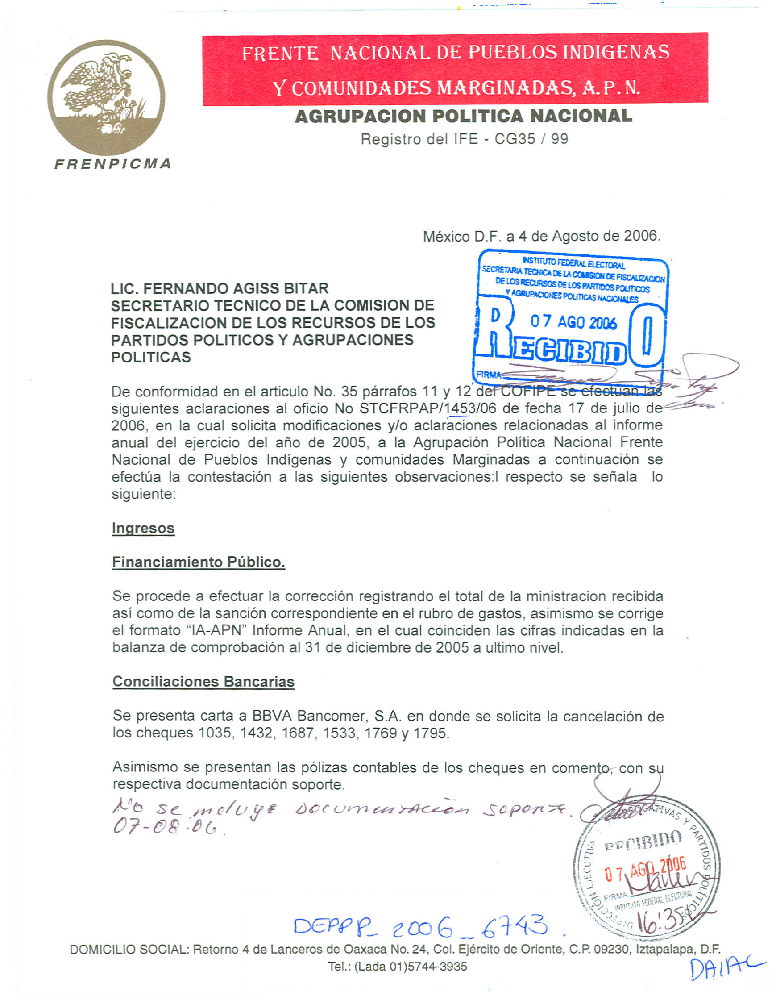 FRENTE NACIONAL DE PUEBLOS INDIGENAS
Y COMUNIDADES MARGINADAS, A.P.N.
AGRUPACION POLITICA NACIONAL
Registro del IFE - CG35 / 99
FRENPICMA
México D.F. a 4 de Agosto de 2006.
INSTITUTO FEDERAL ELECTORAL
SECRETARIA TECNICA DE LA COMISION DE FISCALIZACION
DE LOS RECURSOS DE LOS PARTIDOS POLITICOS
Y AGRUPACIONES POLITICAS NACIONALES
07 AGO 2006
RECIBIDO
FIRMA
LIC. FERNANDO AGISS BITAR
SECRETARIO TECNICO DE LA COMISION DE
FISCALIZACION DE LOS RECURSOS DE LOS
PARTIDOS POLITICOS Y AGRUPACIONES
POLITICAS
De conformidad en el articulo No. 35 párrafos 11 y 12 del COFIPE se efectúan las
siguientes aclaraciones al oficio No STCFRPAP/1453/06 de fecha 17 de julio de
2006, en la cual solicita modificaciones y/o aclaraciones relacionadas al informe
anual del ejercicio del año de 2005, a la Agrupación Política Nacional Frente
Nacional de Pueblos Indígenas y comunidades Marginadas a continuación se
efectúa la contestación a las siguientes observaciones:l respecto se señala lo
siguiente:
Ingresos
Financiamiento Público.
Se procede a efectuar la corrección registrando el total de la ministracion recibida
así como de la sanción correspondiente en el rubro de gastos, asimismo se corrige
el formato “IA-APN” Informe Anual, en el cual coinciden las cifras indicadas en la
balanza de comprobación al 31 de diciembre de 2005 a ultimo nivel.
Conciliaciones Bancarias
Se presenta carta a BBVA Bancomer, S.A. en donde se solicita la cancelación de
los cheques 1035, 1432, 1687, 1533, 1769 y 1795.
Asimismo se presentan las pólizas contables de los cheques en comento, con su
respectiva documentación soporte.
No se incluye documentación soporte.
07-08-06.
DIRECCIÓN EJECUTIVA DE PRERROGATIVAS Y PARTIDOS POLÍTICOS
RECIBIDO
07 AGO 2006
FIRMA
INSTITUTO FEDERAL ELECTORAL
16:35
DEPPP_2006_6743.
DOMICILIO SOCIAL: Retorno 4 de Lanceros de Oaxaca No. 24, Col. Ejército de Oriente, C.P. 09230, Iztapalapa, D.F.
Tel.: (Lada 01)5744-3935
DAIAC